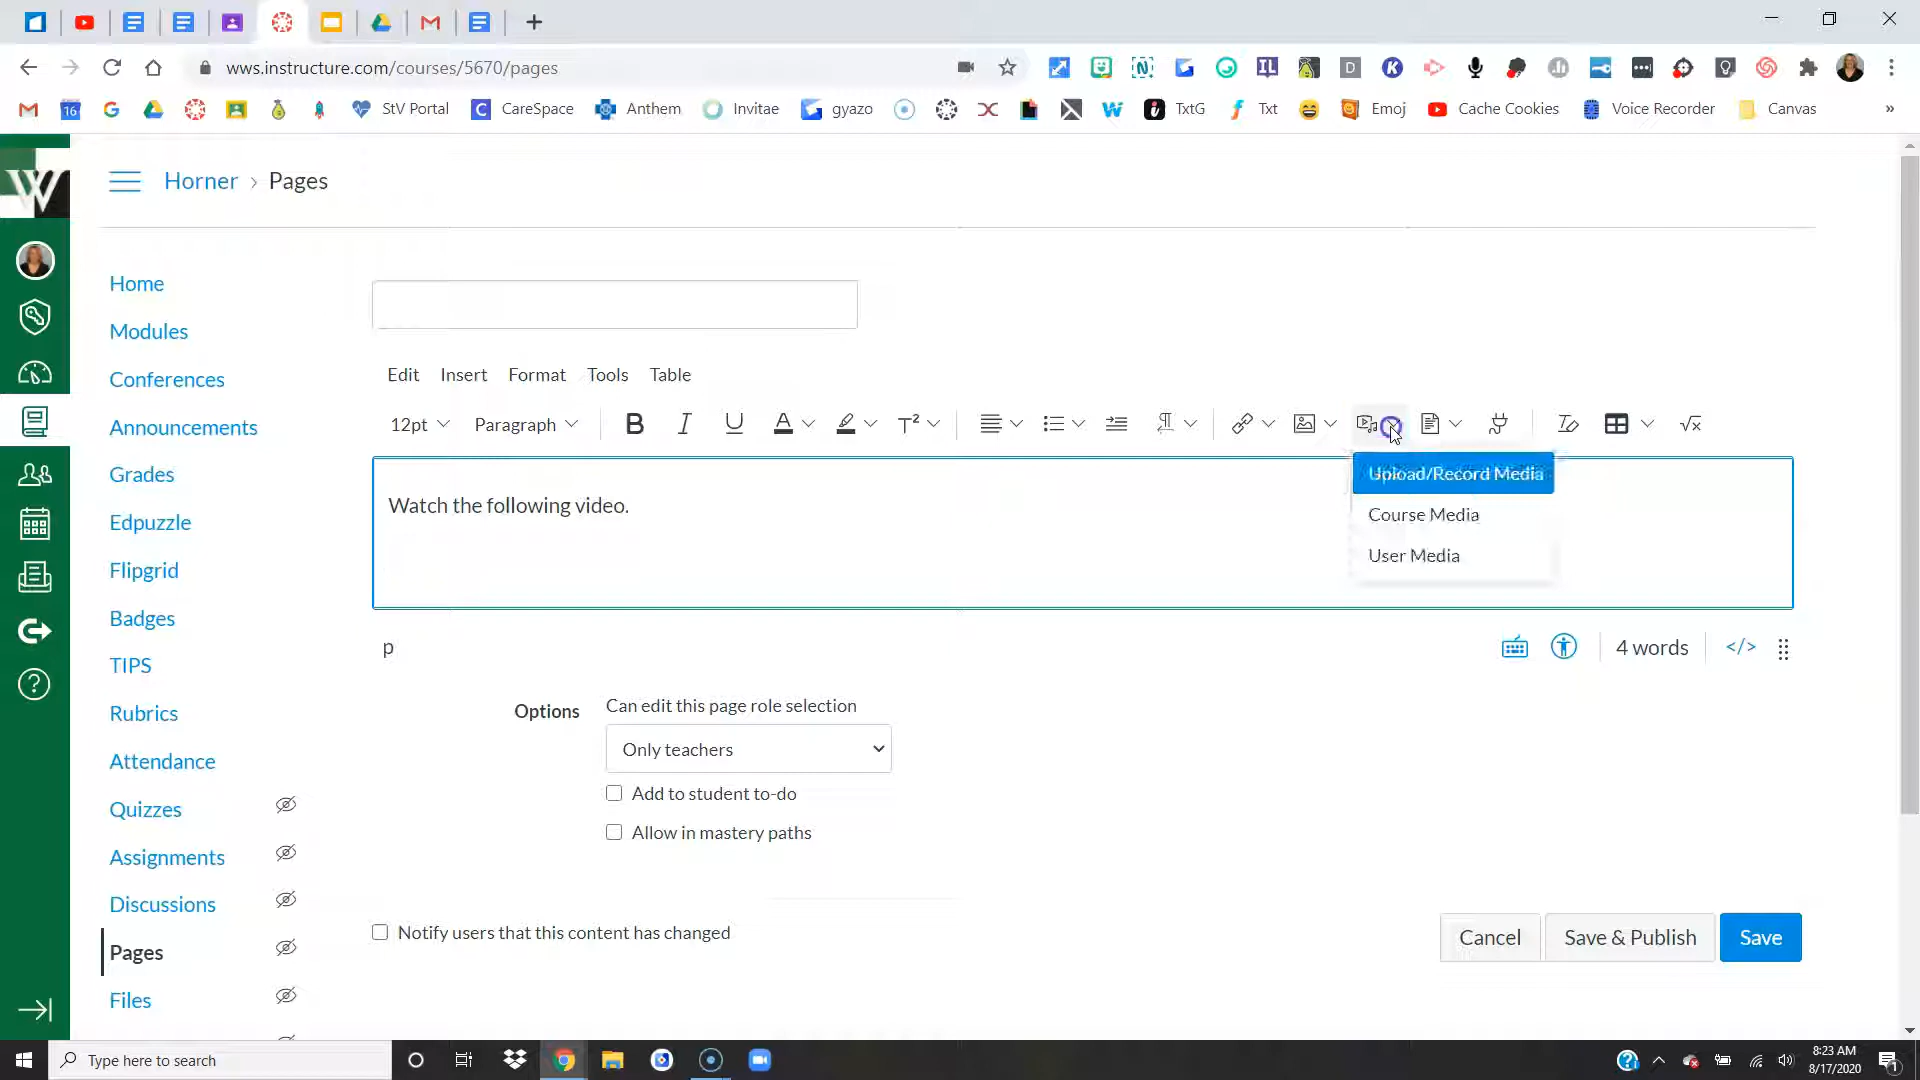 wws.instructure.com/courses/5670/pages
16
StV Portal
CareSpace
Anthem
Invitae
gyazo
TxtG
Txt
Emoj
Cache Cookies
Voice Recorder
Canvas
»
W
Horner › Pages
Home
Modules
Conferences
Announcements
Grades
Edpuzzle
Flipgrid
Badges
TIPS
Rubrics
Attendance
Quizzes
Assignments
Discussions
Pages
Files
Edit Insert Format Tools Table
12pt Paragraph B I U A T²
Upload/Record Media
Course Media
User Media
Watch the following video.
p
4 words </>
Options
Can edit this page role selection
Only teachers
Add to student to-do
Allow in mastery paths
Notify users that this content has changed
Cancel
Save & Publish
Save
Type here to search
8:23 AM
8/17/2020
1